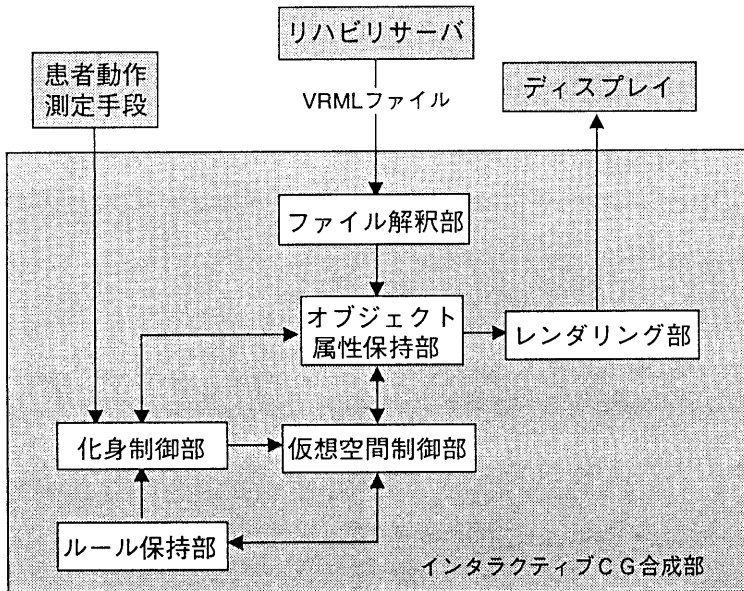 リハビリサーバ
患者動作
測定手段
ディスプレイ
VRMLファイル
ファイル解釈部
オブジェクト
属性保持部
レンダリング部
化身制御部
仮想空間制御部
ルール保持部
インタラクティブCG合成部